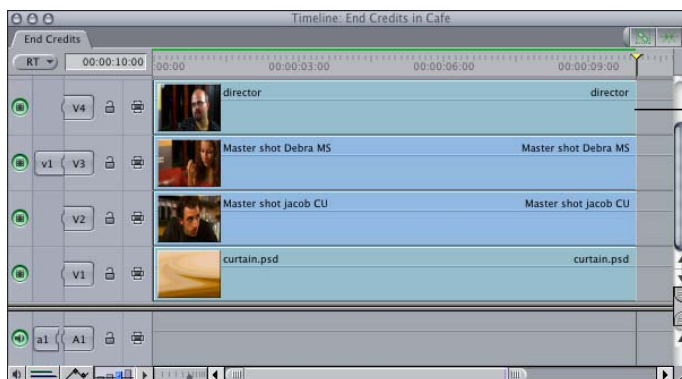 Timeline: End Credits in Cafe
End Credits
RT 00:00:10:00 :00:00 00:00:03:00 00:00:06:00 00:00:09:00
V4 director director
v1 V3 Master shot Debra MS Master shot Debra MS
V2 Master shot jacob CU Master shot jacob CU
V1 curtain.psd curtain.psd
a1 A1